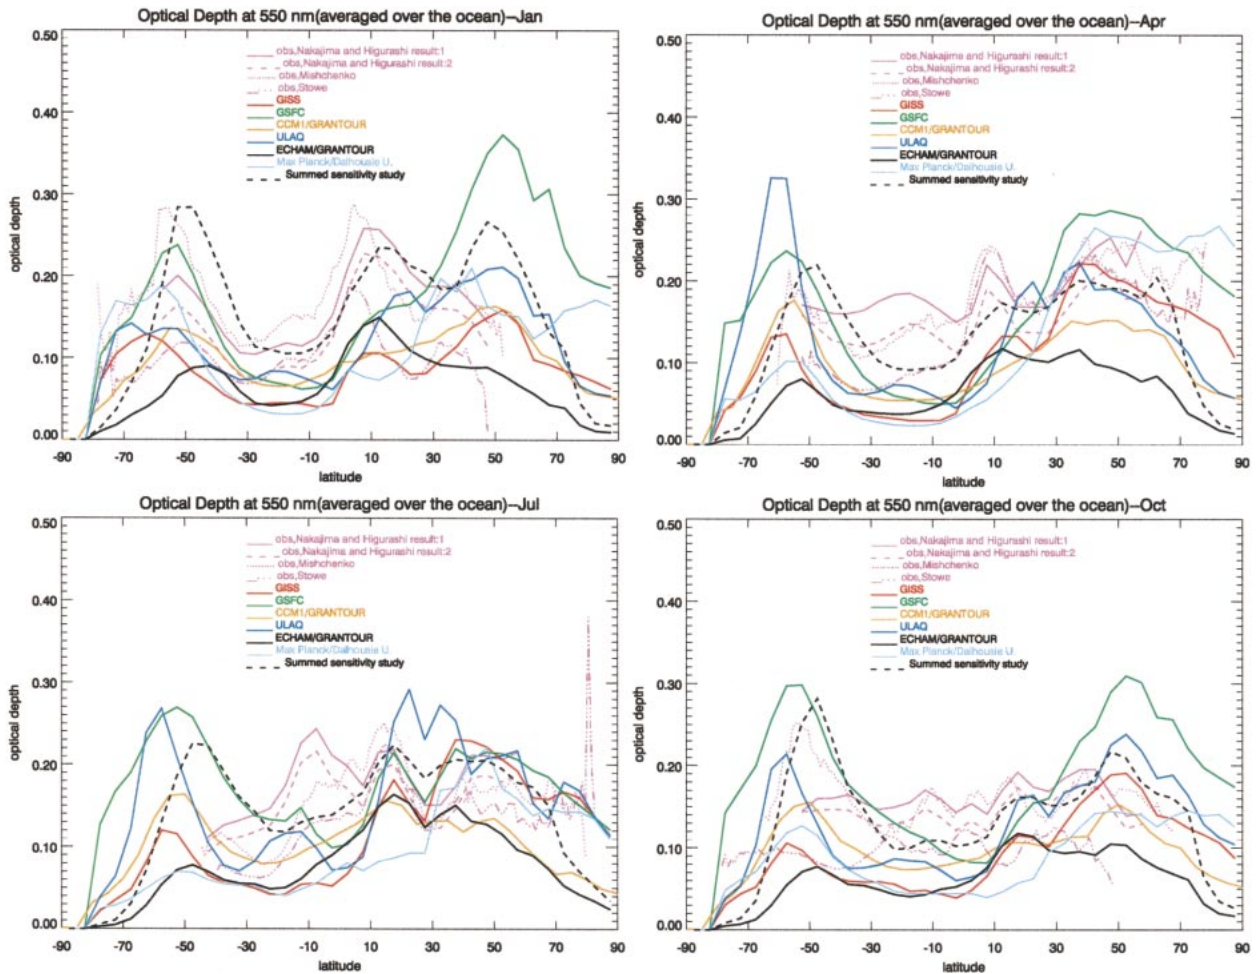 Optical Depth at 550 nm(averaged over the ocean)--Jan
0.50
0.40
0.30
0.20
0.10
0.00
optical depth
obs,Nakajima and Higurashi result:1
obs,Nakajima and Higurashi result:2
obs,Mishchenko
obs,Stowe
GISS
GSFC
CCM1/GRANTOUR
ULAQ
ECHAM/GRANTOUR
Max Planck/Dalhousie U.
Summed sensitivity study
-90 -70 -50 -30 -10 10 30 50 70 90
latitude
Optical Depth at 550 nm(averaged over the ocean)--Apr
0.50
0.40
0.30
0.20
0.10
0.00
optical depth
obs,Nakajima and Higurashi result:1
obs,Nakajima and Higurashi result:2
obs,Mishchenko
obs,Stowe
GISS
GSFC
CCM1/GRANTOUR
ULAQ
ECHAM/GRANTOUR
Max Planck/Dalhousie U.
Summed sensitivity study
-90 -70 -50 -30 -10 10 30 50 70 90
latitude
Optical Depth at 550 nm(averaged over the ocean)--Jul
0.50
0.40
0.30
0.20
0.10
0.00
optical depth
obs,Nakajima and Higurashi result:1
obs,Nakajima and Higurashi result:2
obs,Mishchenko
obs,Stowe
GISS
GSFC
CCM1/GRANTOUR
ULAQ
ECHAM/GRANTOUR
Max Planck/Dalhousie U.
Summed sensitivity study
-90 -70 -50 -30 -10 10 30 50 70 90
latitude
Optical Depth at 550 nm(averaged over the ocean)--Oct
0.50
0.40
0.30
0.20
0.10
0.00
optical depth
obs,Nakajima and Higurashi result:1
obs,Nakajima and Higurashi result:2
obs,Mishchenko
obs,Stowe
GISS
GSFC
CCM1/GRANTOUR
ULAQ
ECHAM/GRANTOUR
Max Planck/Dalhousie U.
Summed sensitivity study
-90 -70 -50 -30 -10 10 30 50 70 90
latitude